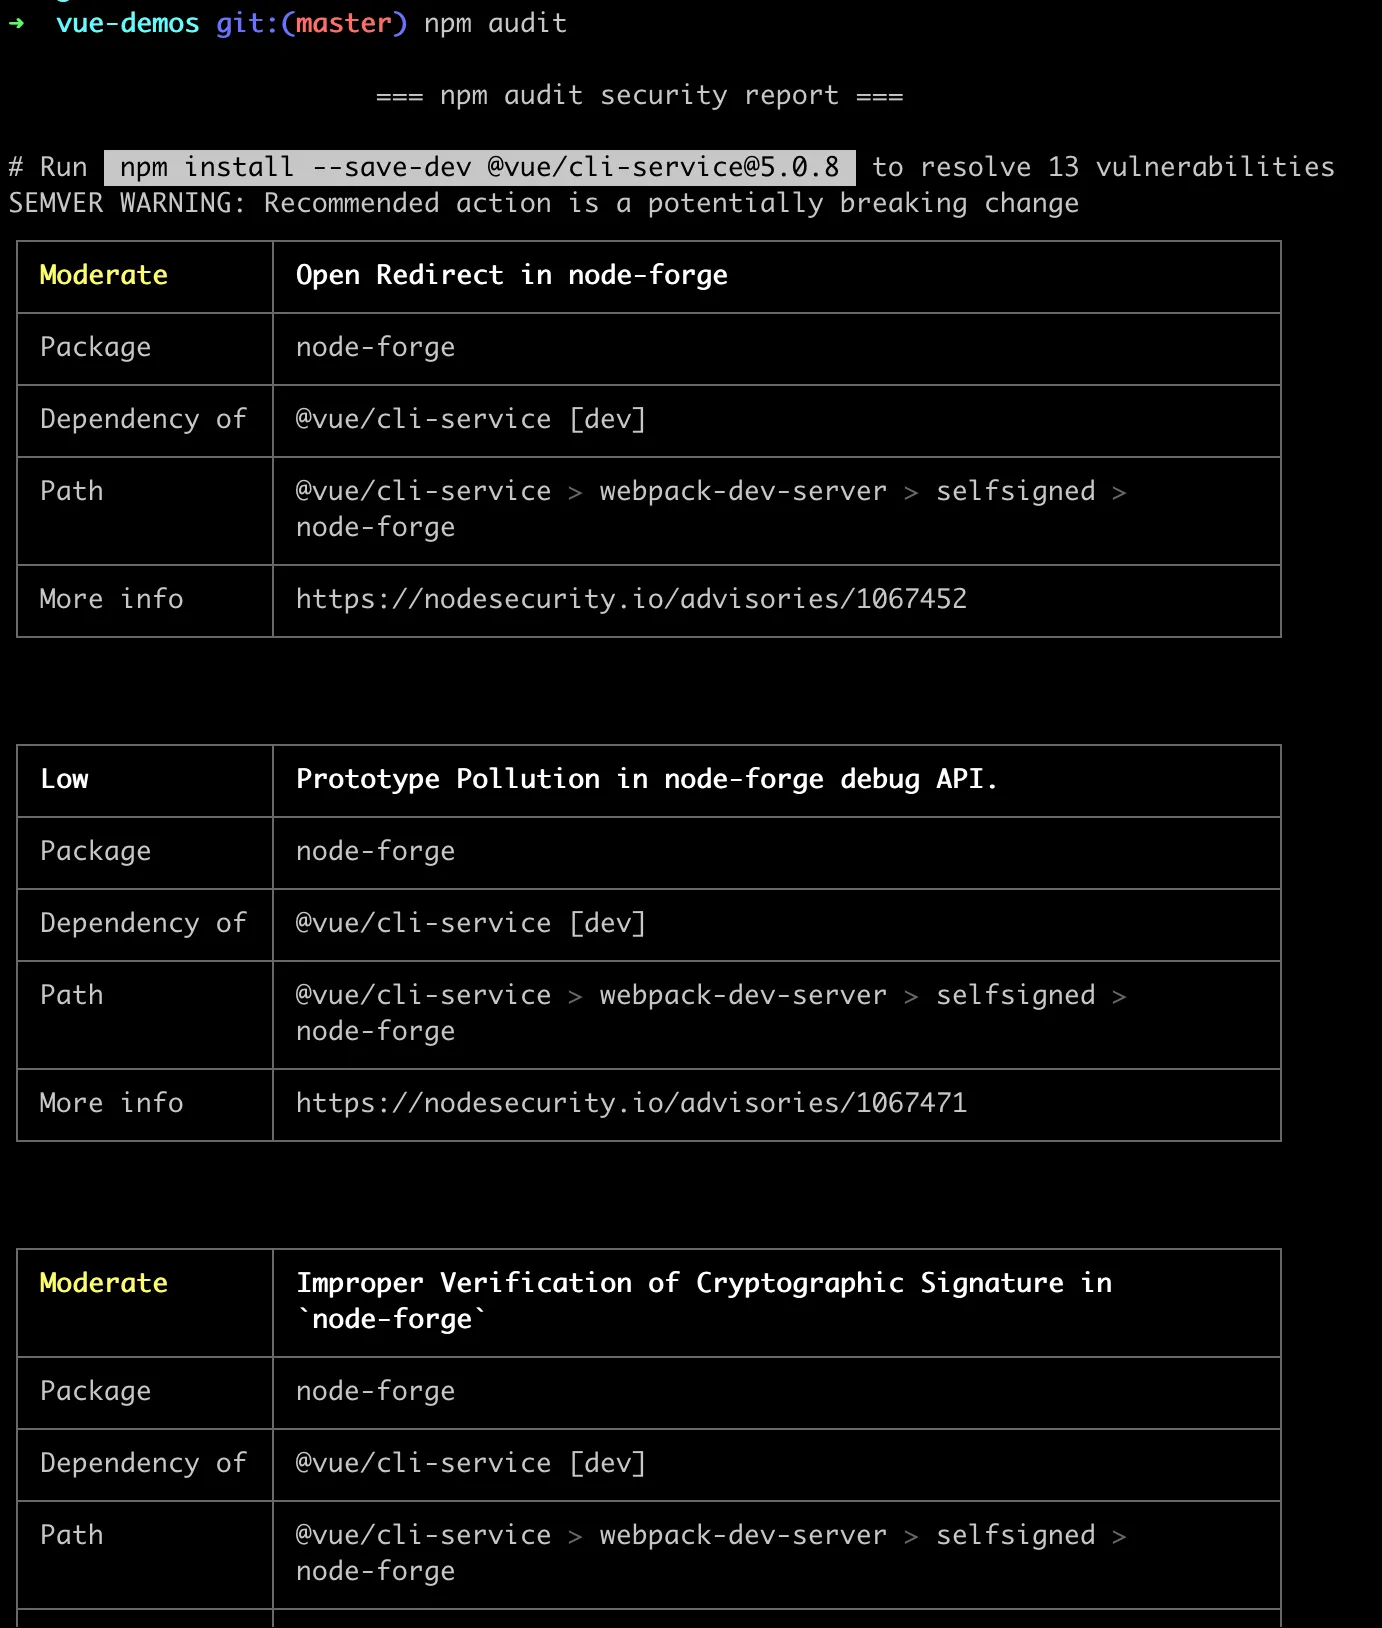 ➜ vue-demos git:(master) npm audit
=== npm audit security report ===
# Run npm install --save-dev @vue/cli-service@5.0.8 to resolve 13 vulnerabilities
SEMVER WARNING: Recommended action is a potentially breaking change
Moderate Open Redirect in node-forge
Package node-forge
Dependency of @vue/cli-service [dev]
Path @vue/cli-service > webpack-dev-server > selfsigned >
node-forge
More info https://nodesecurity.io/advisories/1067452
Low Prototype Pollution in node-forge debug API.
Package node-forge
Dependency of @vue/cli-service [dev]
Path @vue/cli-service > webpack-dev-server > selfsigned >
node-forge
More info https://nodesecurity.io/advisories/1067471
Moderate Improper Verification of Cryptographic Signature in
`node-forge`
Package node-forge
Dependency of @vue/cli-service [dev]
Path @vue/cli-service > webpack-dev-server > selfsigned >
node-forge